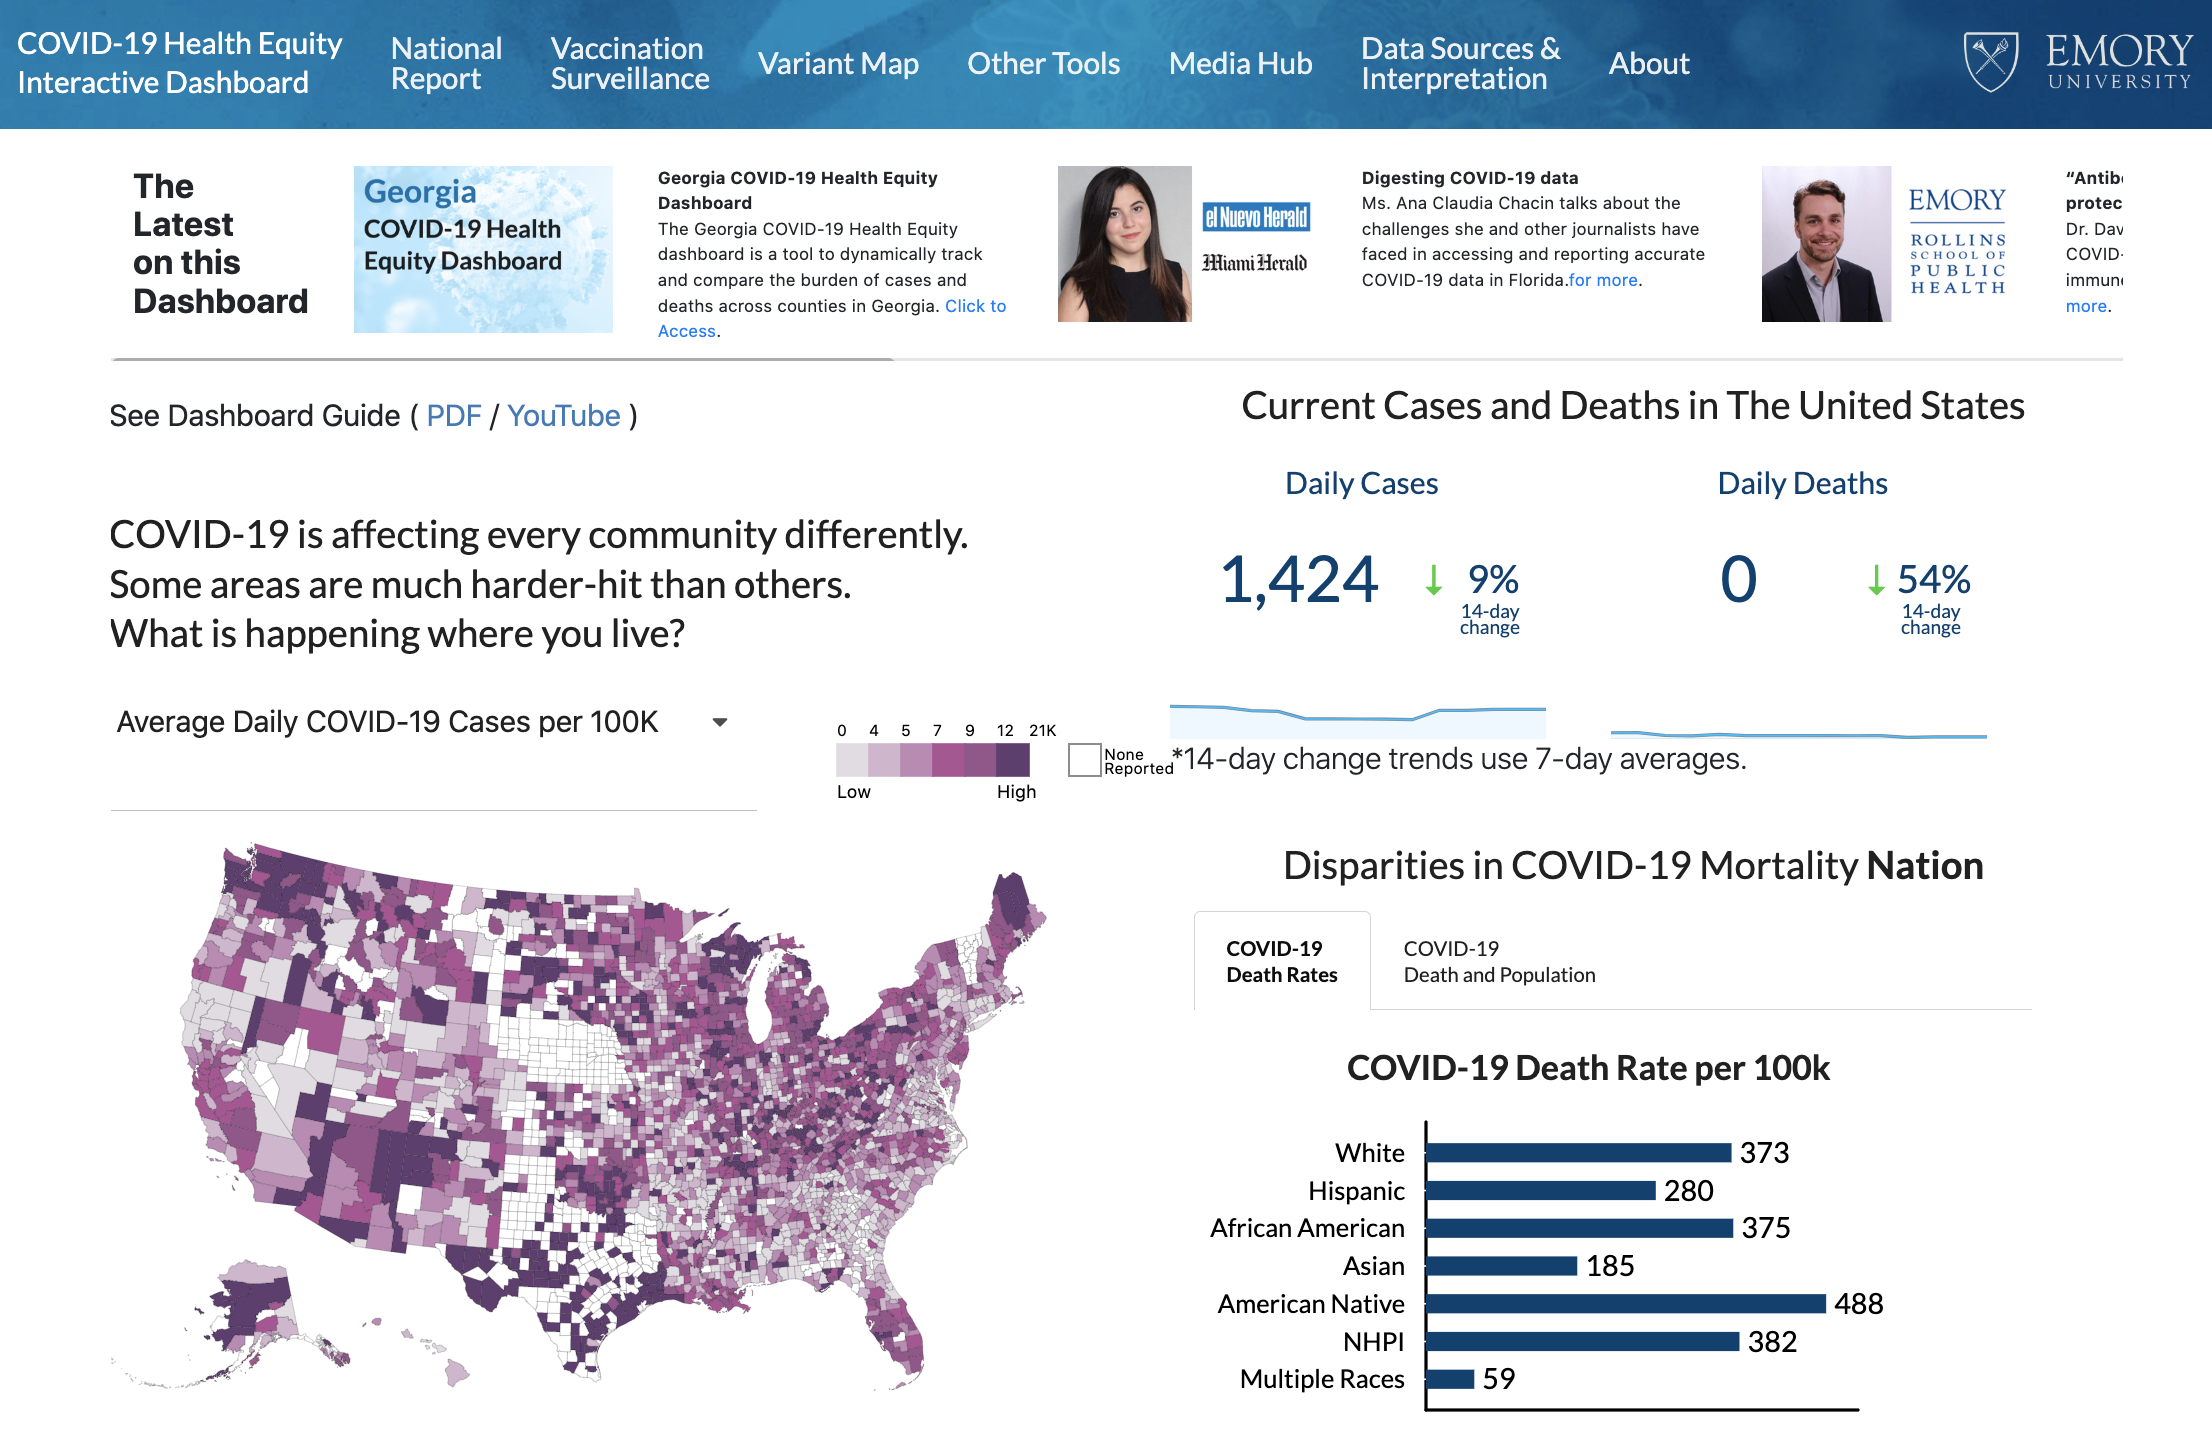 COVID-19 Health Equity
Interactive Dashboard
National
Report
Vaccination
Surveillance
Variant Map
Other Tools
Media Hub
Data Sources &
Interpretation
About
EMORY
UNIVERSITY
The
Latest
on this
Dashboard
Georgia
COVID-19 Health
Equity Dashboard
Georgia COVID-19 Health Equity
Dashboard
The Georgia COVID-19 Health Equity
dashboard is a tool to dynamically track
and compare the burden of cases and
deaths across counties in Georgia. Click to
Access.
el Nuevo Herald
Miami Herald
Digesting COVID-19 data
Ms. Ana Claudia Chacin talks about the
challenges she and other journalists have
faced in accessing and reporting accurate
COVID-19 data in Florida.for more.
EMORY
ROLLINS
SCHOOL OF
PUBLIC
HEALTH
“Antib
protec
Dr. Dav
COVID-
immun
more.
See Dashboard Guide ( PDF / YouTube )
COVID-19 is affecting every community differently.
Some areas are much harder-hit than others.
What is happening where you live?
Average Daily COVID-19 Cases per 100K
0 4 5 7 9 12 21K
Low High
None
Reported
Current Cases and Deaths in The United States
Daily Cases
1,424
↓ 9%
14-day
change
Daily Deaths
0
↓ 54%
14-day
change
*14-day change trends use 7-day averages.
Disparities in COVID-19 Mortality Nation
COVID-19
Death Rates
COVID-19
Death and Population
COVID-19 Death Rate per 100k
White 373
Hispanic 280
African American 375
Asian 185
American Native 488
NHPI 382
Multiple Races 59